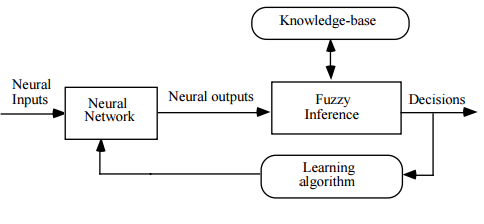 Knowledge-base
Neural
Inputs
Neural
Network
Neural outputs
Fuzzy
Inference
Decisions
Learning
algorithm